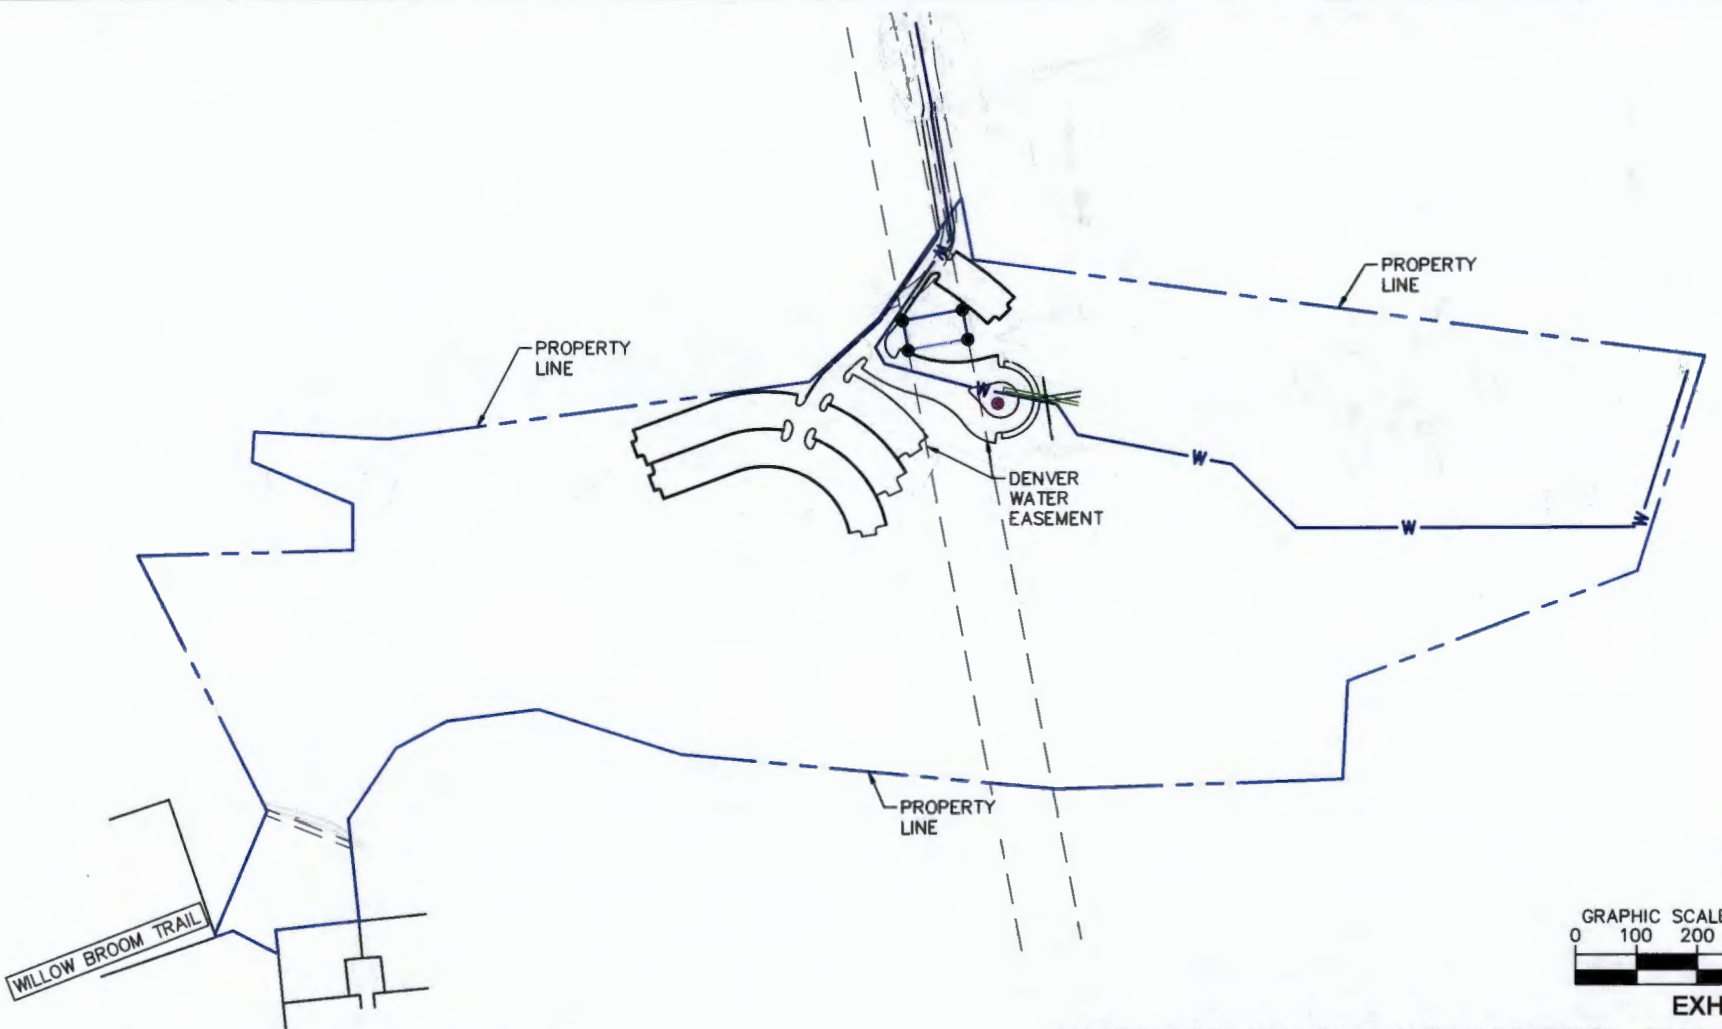 PROPERTY
LINE
PROPERTY
LINE
W
W
W
W
W
DENVER
WATER
EASEMENT
PROPERTY
LINE
WILLOW BROOM TRAIL
GRAPHIC SCALE
0 100 200
EXH